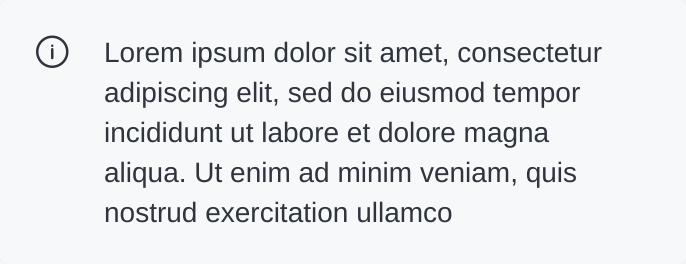 Lorem ipsum dolor sit amet, consectetur
adipiscing elit, sed do eiusmod tempor
incididunt ut labore et dolore magna
aliqua. Ut enim ad minim veniam, quis
nostrud exercitation ullamco